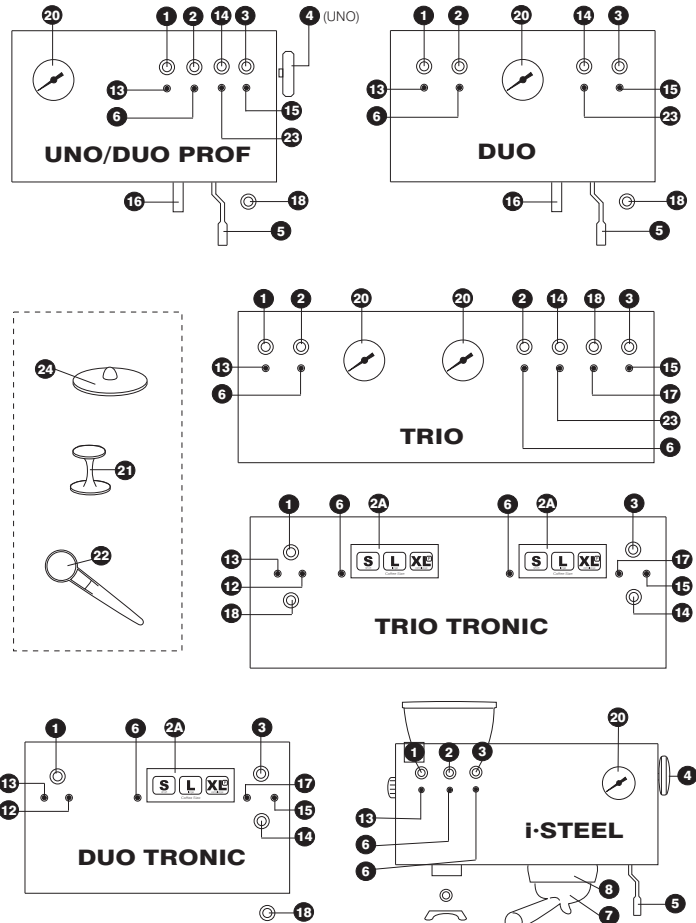 20 1 2 14 3 4 (UNO)
13 15
6 23
UNO/DUO PROF
16 18
5
1 2 20 14 3
13 15
6 23
DUO
16 18
5
24
21
22
1 2 20 20 2 14 18 3
13 15
6 17
23
6
TRIO
1 6 2A 6 2A 3
S L XL S L XL
13 17
12 15
18 14
TRIO TRONIC
1 6 2A 3
S L XL
13 17
12 15
14
DUO TRONIC
18
1 2 3 20
4
13
6
6
i·STEEL
8
7
5